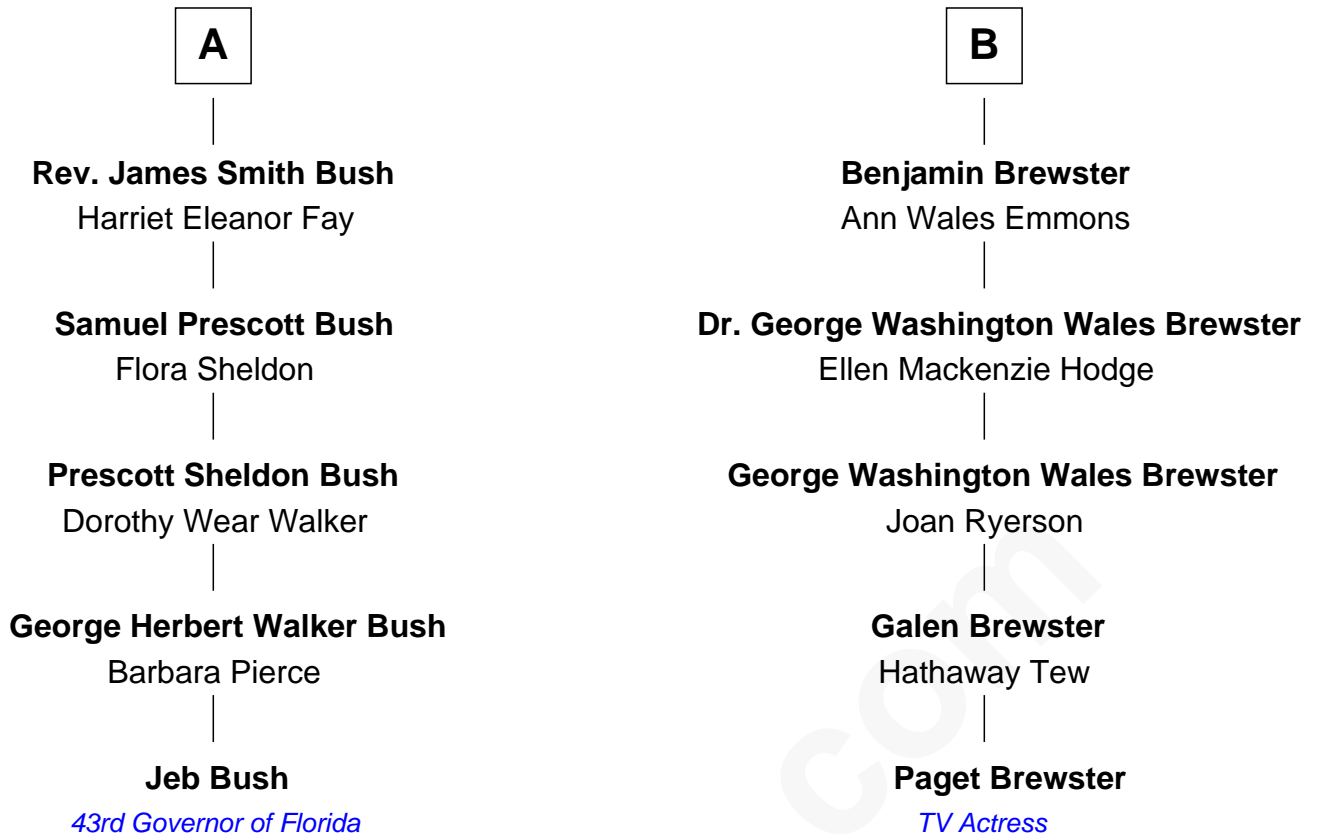 A
Rev. James Smith Bush
Harriet Eleanor Fay
Samuel Prescott Bush
Flora Sheldon
Prescott Sheldon Bush
Dorothy Wear Walker
George Herbert Walker Bush
Barbara Pierce
Jeb Bush
43rd Governor of Florida
B
Benjamin Brewster
Ann Wales Emmons
Dr. George Washington Wales Brewster
Ellen Mackenzie Hodge
George Washington Wales Brewster
Joan Ryerson
Galen Brewster
Hathaway Tew
Paget Brewster
TV Actress
com